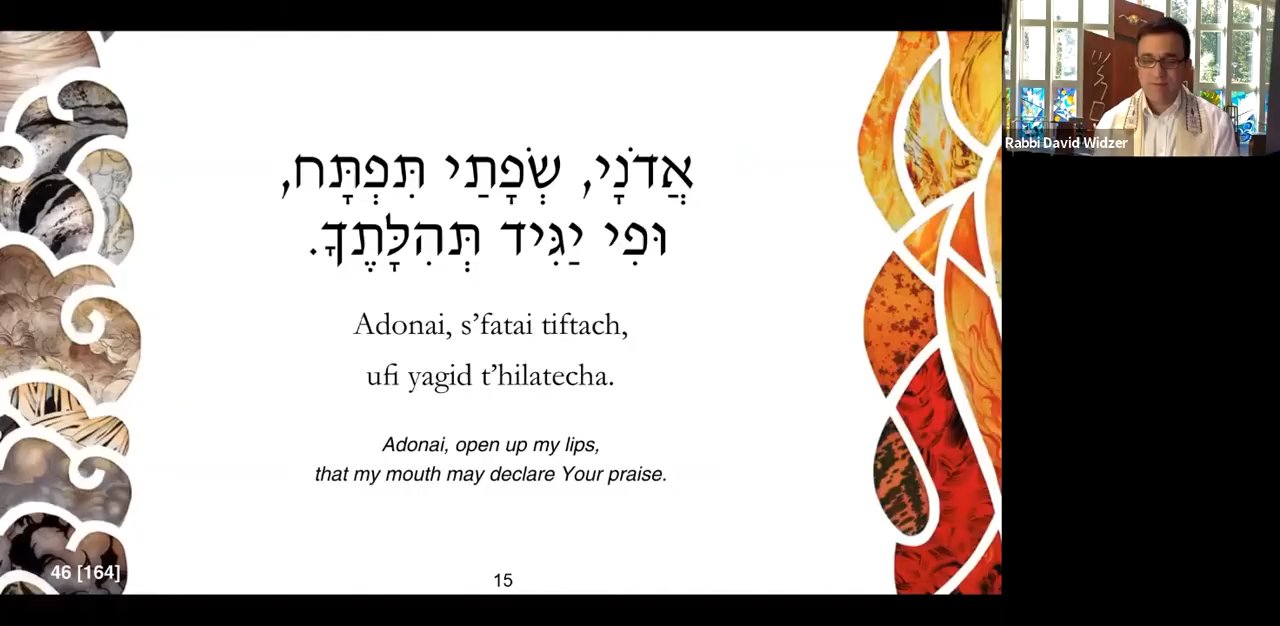 אֲדֹנָי, שְׂפָתַי תִּפְתָּח,
וּפִי יַגִּיד תְּהִלָּתֶךָ.
Adonai, s’fatai tiftach,
ufi yagid t’hilatecha.
Adonai, open up my lips,
that my mouth may declare Your praise.
46 [164]
15
Rabbi David Widzer